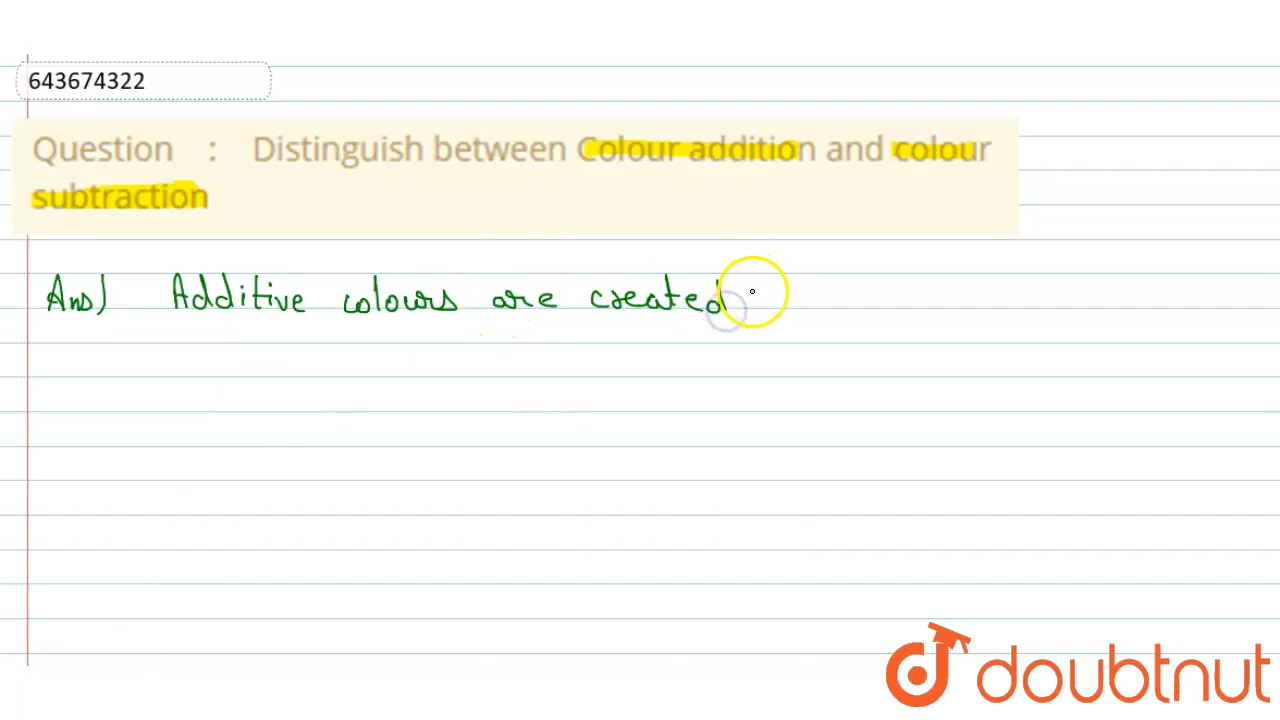 643674322
Question : Distinguish between Colour addition and colour
subtraction
Ans) Additive colours are created
doubtnut